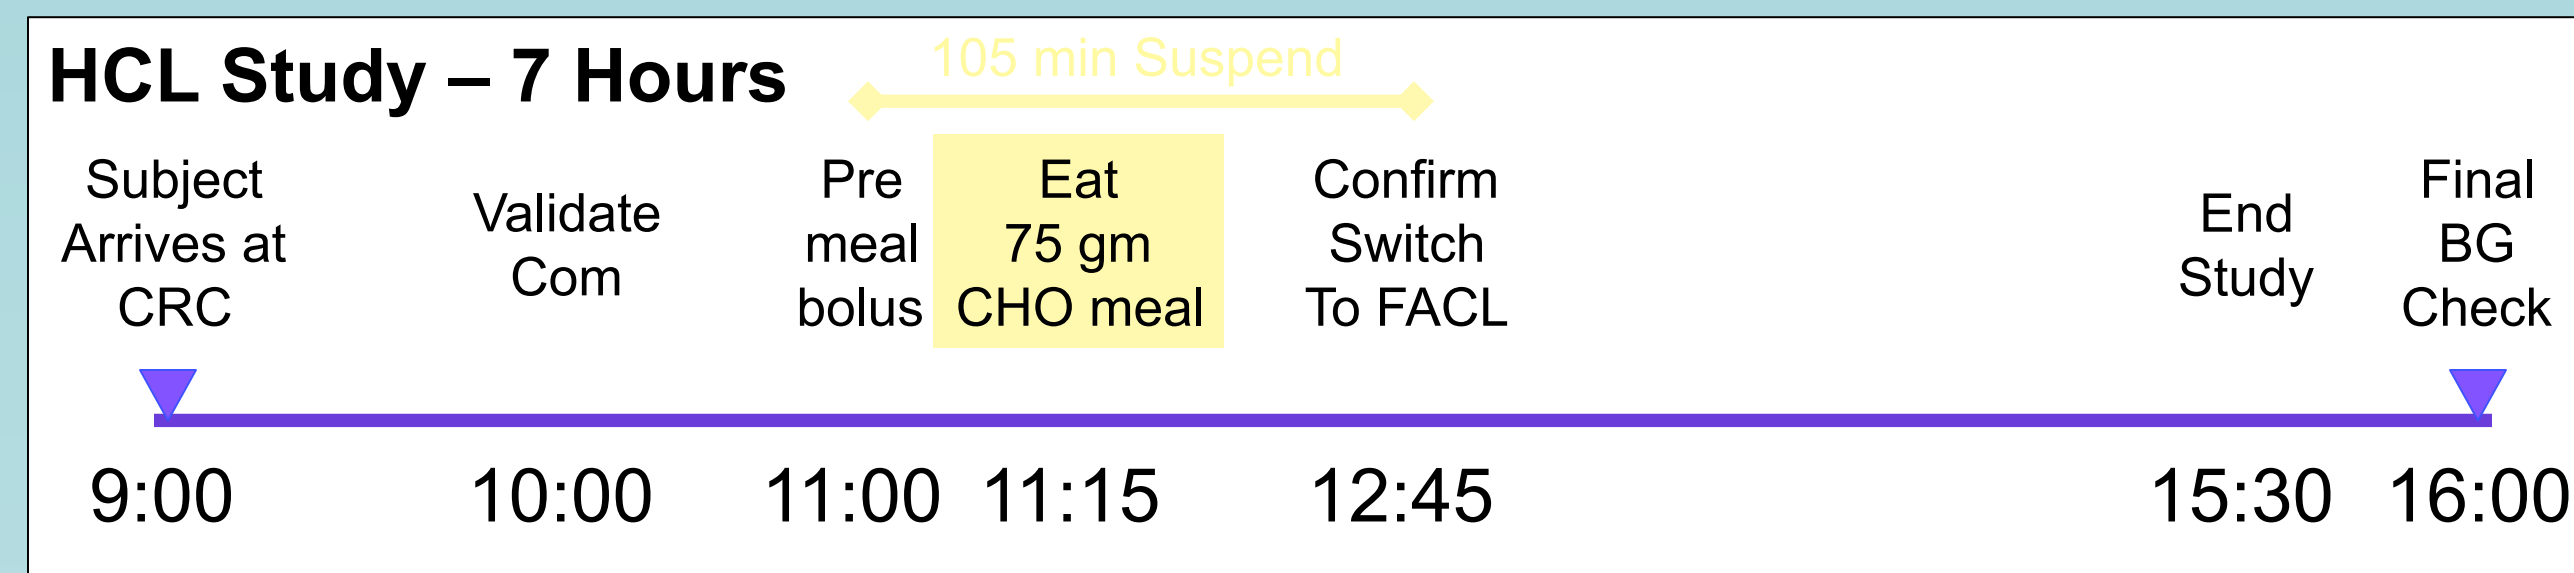 HCL Study – 7 Hours
105 min Suspend
Subject
Arrives at
CRC
Validate
Com
Pre
meal
bolus
Eat
75 gm
CHO meal
Confirm
Switch
To FACL
End
Study
Final
BG
Check
9:00
10:00
11:00
11:15
12:45
15:30
16:00